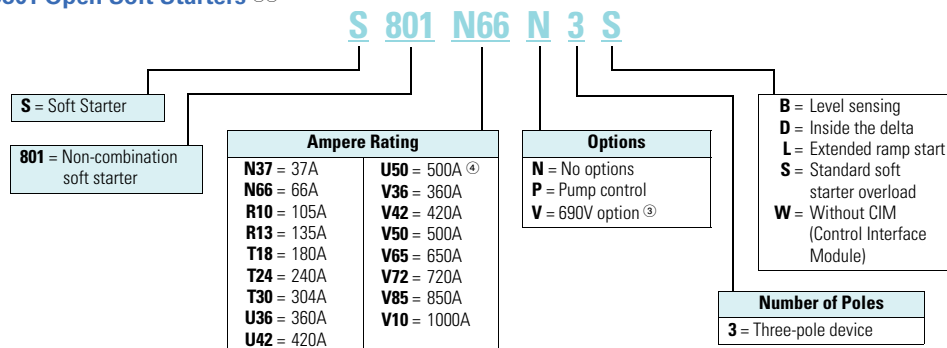 Open Soft Starters
S 801 N66 N 3 S
S = Soft Starter
801 = Non-combination
soft starter
Ampere Rating
N37 = 37A
N66 = 66A
R10 = 105A
R13 = 135A
T18 = 180A
T24 = 240A
T30 = 304A
U36 = 360A
U42 = 420A
U50 = 500A ④
V36 = 360A
V42 = 420A
V50 = 500A
V65 = 650A
V72 = 720A
V85 = 850A
V10 = 1000A
Options
N = No options
P = Pump control
V = 690V option ③
Number of Poles
3 = Three-pole device
B = Level sensing
D = Inside the delta
L = Extended ramp start
S = Standard soft
starter overload
W = Without CIM
(Control Interface
Module)